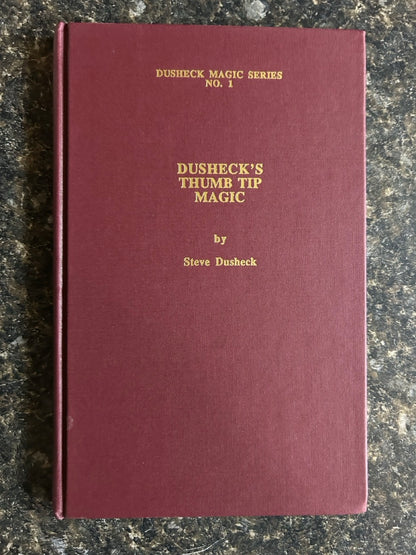 DUSHECK MAGIC SERIES
NO. 1
DUSHECK'S
THUMB TIP
MAGIC
by
Steve Dusheck